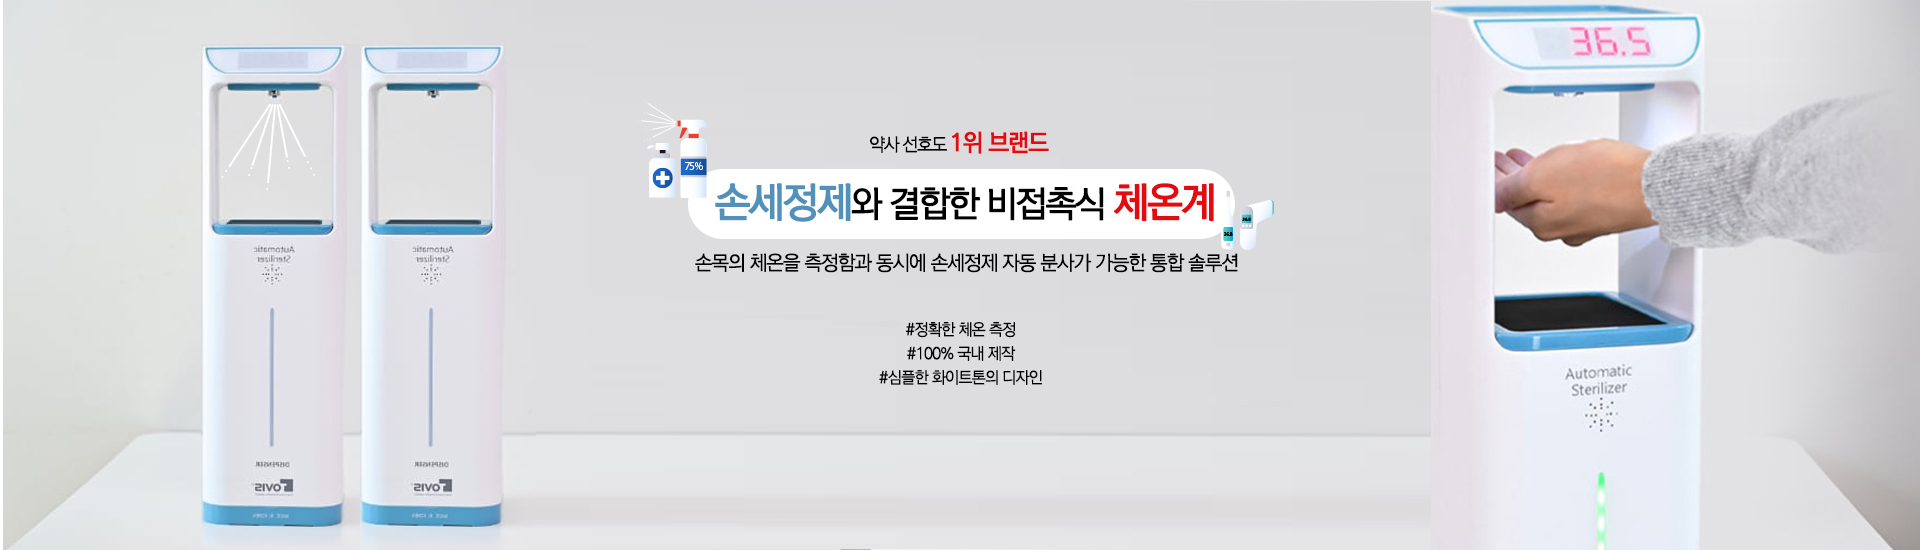 약사 선호도 1위 브랜드
손세정제와 결합한 비접촉식 체온계
손목의 체온을 측정함과 동시에 손세정제 자동 분사가 가능한 통합 솔루션
#정확한 체온 측정
#100% 국내 제작
#심플한 화이트톤의 디자인
75%
36.5
Automatic
Sterilizer
Automatic
Sterilizer
DISPENSER
TOVIS
Automatic
Sterilizer
DISPENSER
TOVIS